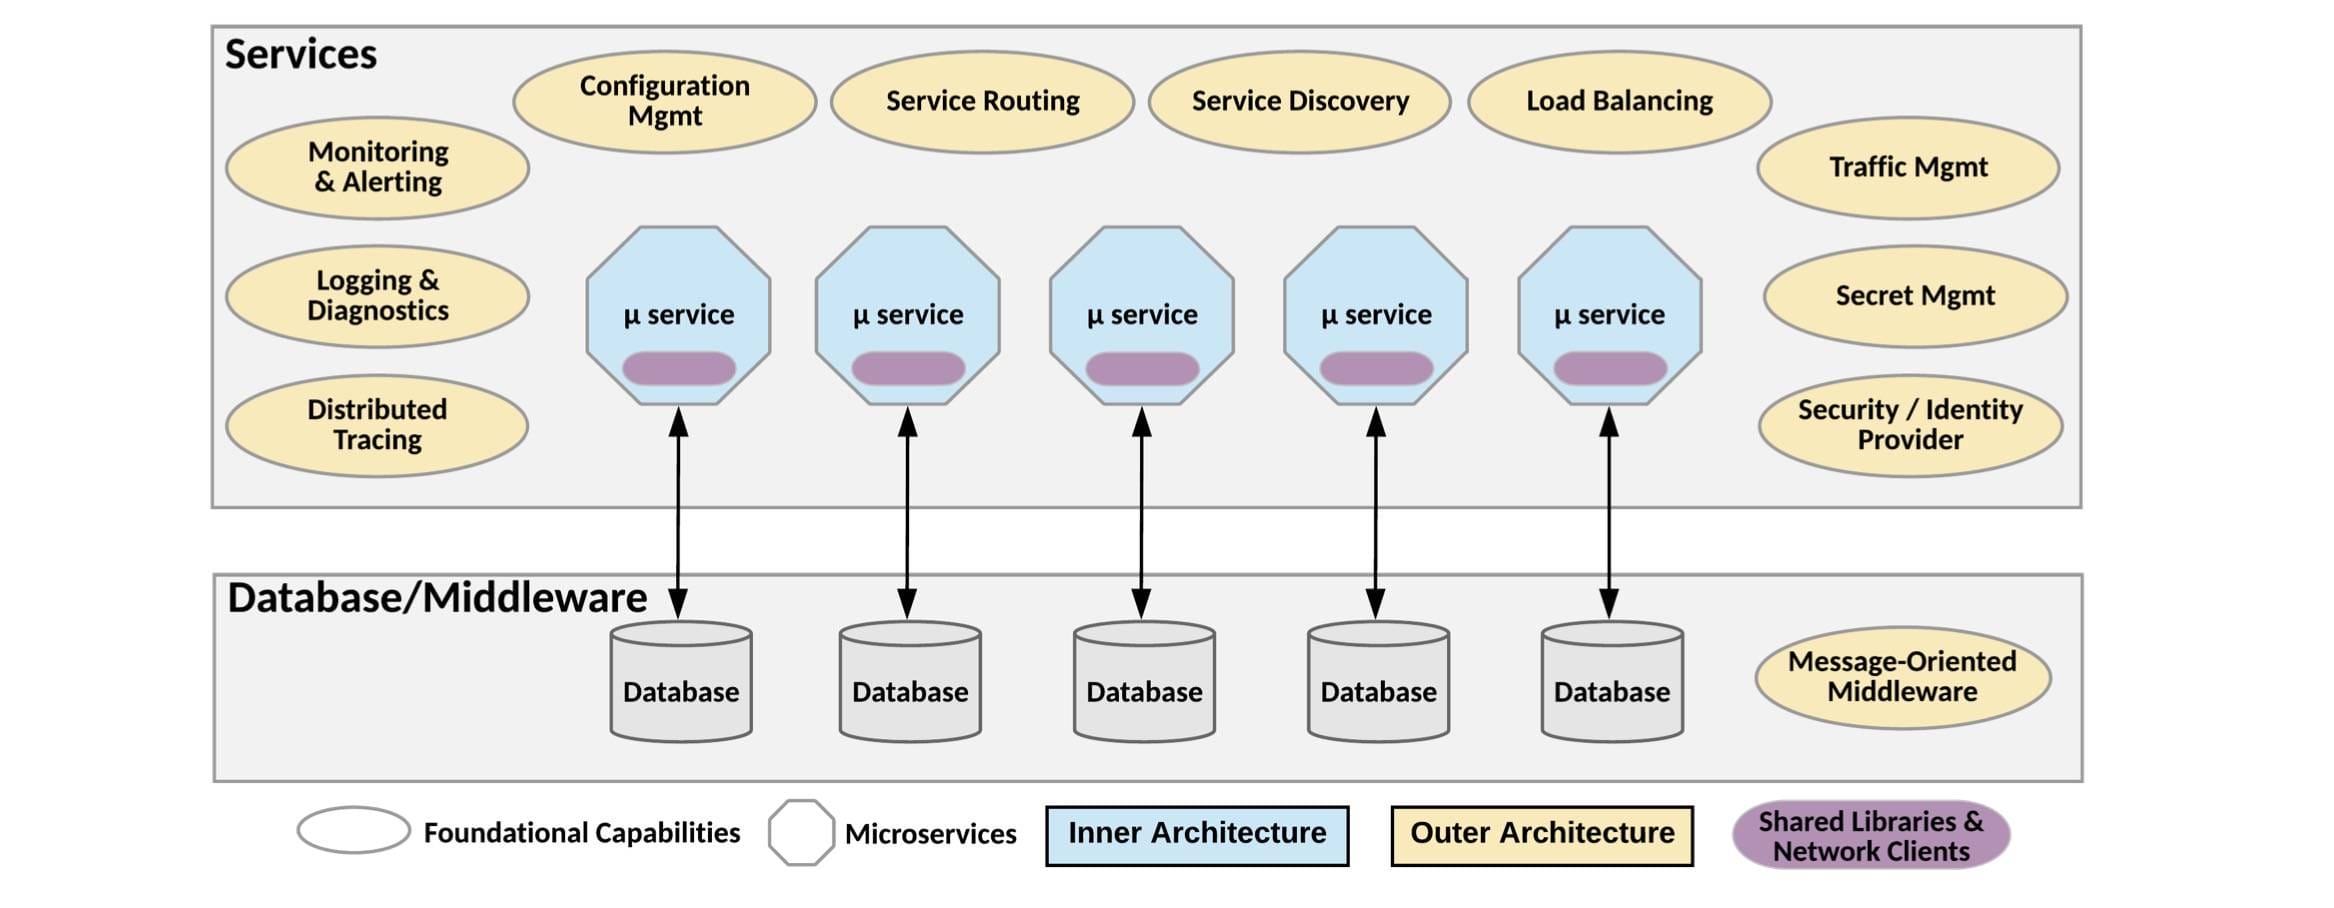 Services
Configuration
Mgmt
Service Routing
Service Discovery
Load Balancing
Monitoring
& Alerting
Traffic Mgmt
Logging &
Diagnostics
Secret Mgmt
Distributed
Tracing
Security / Identity
Provider
μ service
μ service
μ service
μ service
μ service
Database/Middleware
Database
Database
Database
Database
Database
Message-Oriented
Middleware
Foundational Capabilities
Microservices
Inner Architecture
Outer Architecture
Shared Libraries &
Network Clients